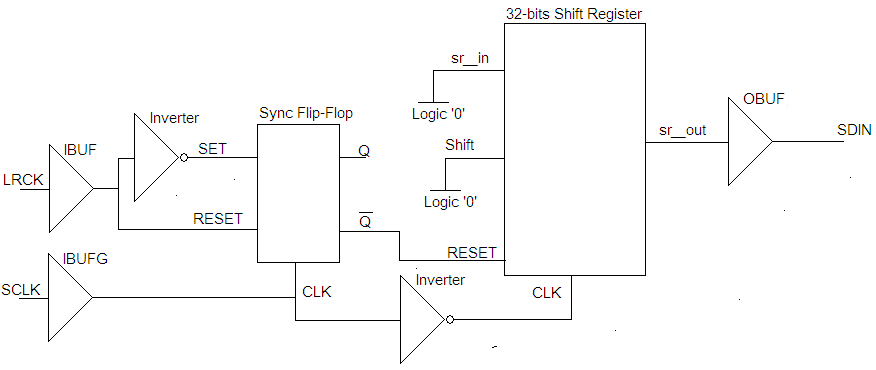 32-bits Shift Register
sr__in
Logic '0'
OBUF
Inverter
Sync Flip-Flop
sr__out
SDIN
IBUF
SET
Q
Shift
LRCK
Logic '0'
RESET
Q̅
IBUFG
RESET
Inverter
SCLK
CLK
CLK